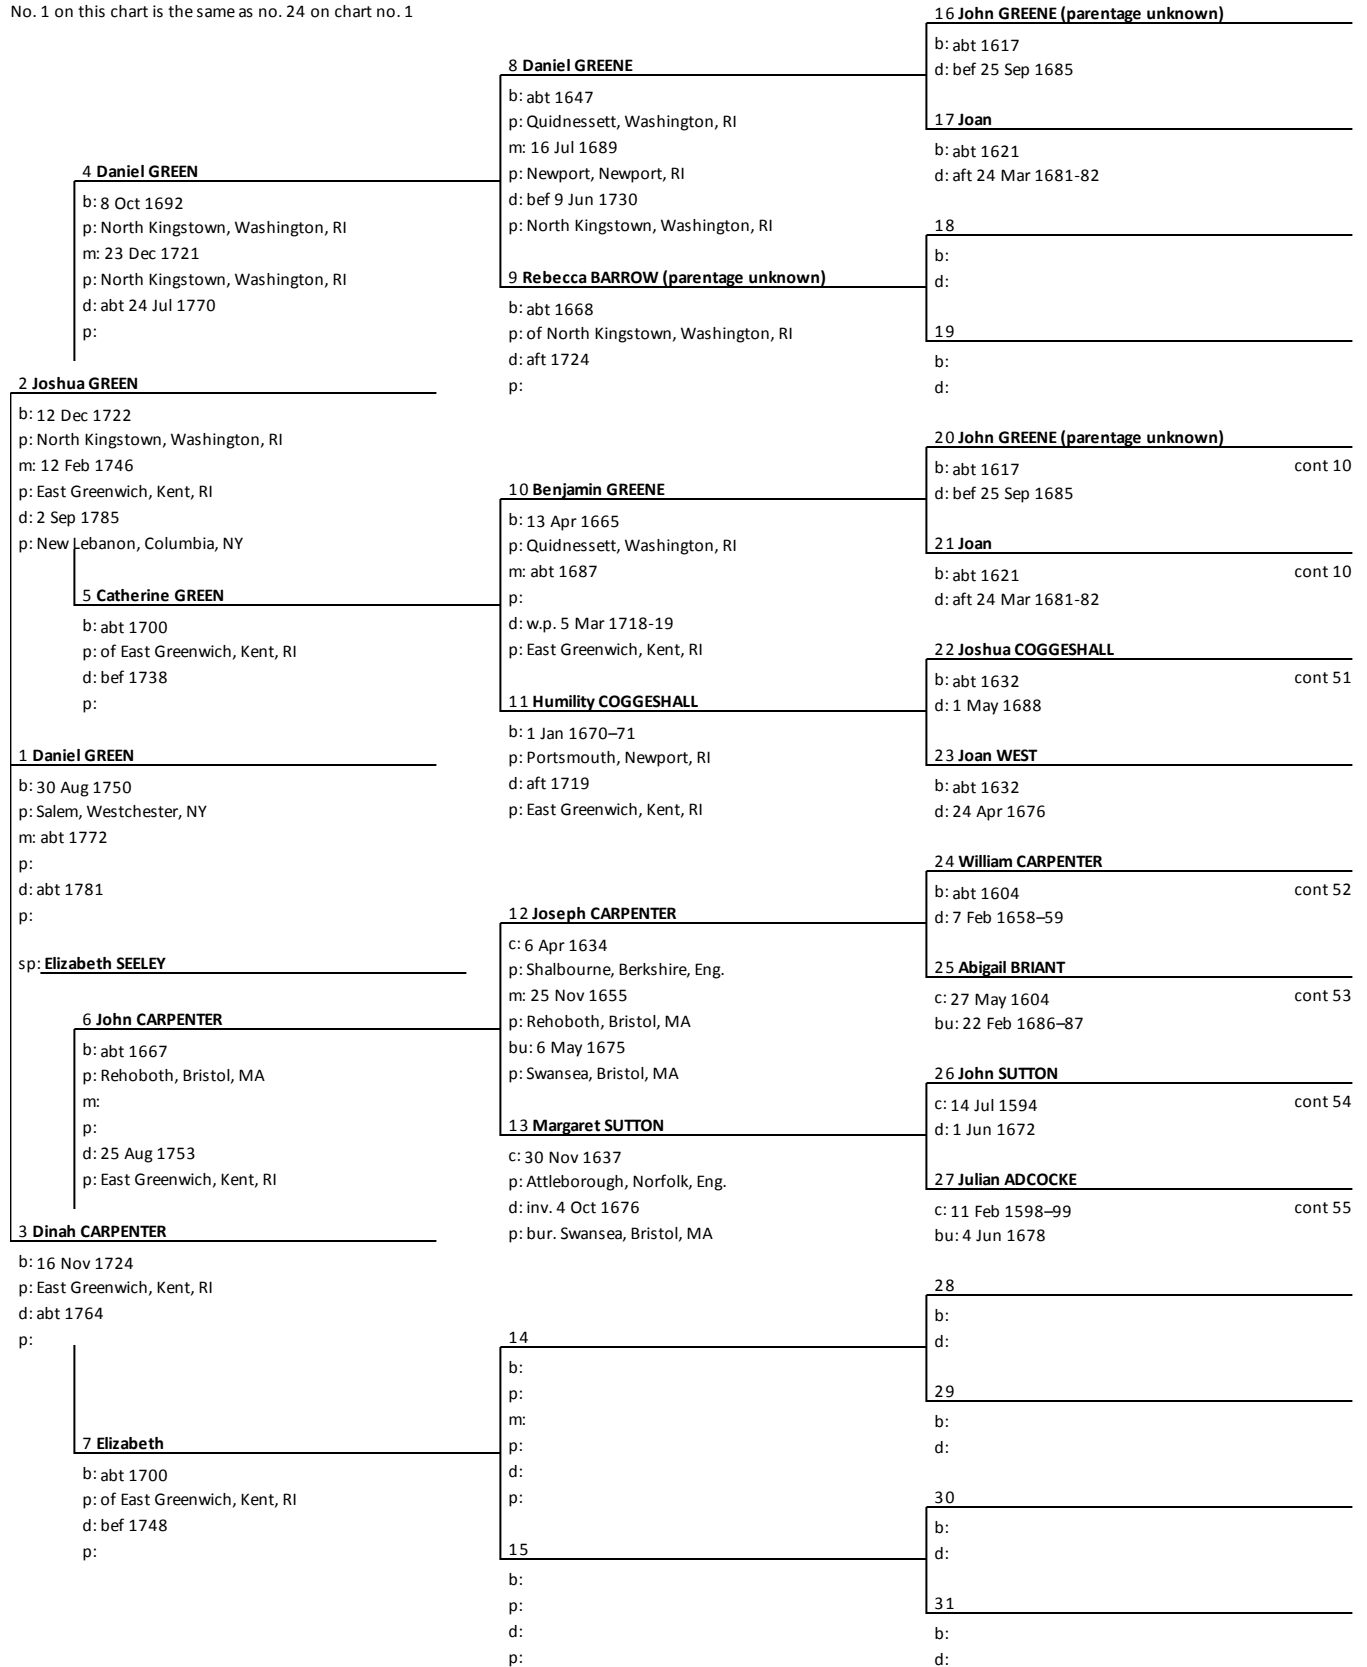 No. 1 on this chart is the same as no. 24 on chart no. 1
16 John GREENE (parentage unknown)
b: abt 1617
d: bef 25 Sep 1685
8 Daniel GREENE
b: abt 1647
p: Quidnessett, Washington, RI
m: 16 Jul 1689
p: Newport, Newport, RI
d: bef 9 Jun 1730
p: North Kingstown, Washington, RI
17 Joan
b: abt 1621
d: aft 24 Mar 1681-82
4 Daniel GREEN
b: 8 Oct 1692
p: North Kingstown, Washington, RI
m: 23 Dec 1721
p: North Kingstown, Washington, RI
d: abt 24 Jul 1770
p:
18
b:
d:
9 Rebecca BARROW (parentage unknown)
b: abt 1668
p: of North Kingstown, Washington, RI
d: aft 1724
p:
19
b:
d:
2 Joshua GREEN
b: 12 Dec 1722
p: North Kingstown, Washington, RI
m: 12 Feb 1746
p: East Greenwich, Kent, RI
d: 2 Sep 1785
p: New Lebanon, Columbia, NY
20 John GREENE (parentage unknown)
b: abt 1617 cont 10
d: bef 25 Sep 1685
10 Benjamin GREENE
b: 13 Apr 1665
p: Quidnessett, Washington, RI
m: abt 1687
p:
d: w.p. 5 Mar 1718-19
p: East Greenwich, Kent, RI
21 Joan
b: abt 1621 cont 10
d: aft 24 Mar 1681-82
5 Catherine GREEN
b: abt 1700
p: of East Greenwich, Kent, RI
d: bef 1738
p:
22 Joshua COGGESHALL
b: abt 1632 cont 51
d: 1 May 1688
11 Humility COGGESHALL
b: 1 Jan 1670–71
p: Portsmouth, Newport, RI
d: aft 1719
p: East Greenwich, Kent, RI
23 Joan WEST
b: abt 1632
d: 24 Apr 1676
1 Daniel GREEN
b: 30 Aug 1750
p: Salem, Westchester, NY
m: abt 1772
p:
d: abt 1781
p:
sp: Elizabeth SEELEY
24 William CARPENTER
b: abt 1604 cont 52
d: 7 Feb 1658–59
12 Joseph CARPENTER
c: 6 Apr 1634
p: Shalbourne, Berkshire, Eng.
m: 25 Nov 1655
p: Rehoboth, Bristol, MA
bu: 6 May 1675
p: Swansea, Bristol, MA
25 Abigail BRIANT
c: 27 May 1604 cont 53
bu: 22 Feb 1686–87
6 John CARPENTER
b: abt 1667
p: Rehoboth, Bristol, MA
m:
p:
d: 25 Aug 1753
p: East Greenwich, Kent, RI
26 John SUTTON
c: 14 Jul 1594 cont 54
d: 1 Jun 1672
13 Margaret SUTTON
c: 30 Nov 1637
p: Attleborough, Norfolk, Eng.
d: inv. 4 Oct 1676
p: bur. Swansea, Bristol, MA
27 Julian ADCOCKE
c: 11 Feb 1598–99 cont 55
bu: 4 Jun 1678
3 Dinah CARPENTER
b: 16 Nov 1724
p: East Greenwich, Kent, RI
d: abt 1764
p:
28
b:
d:
14
b:
p:
m:
p:
d:
p:
29
b:
d:
7 Elizabeth
b: abt 1700
p: of East Greenwich, Kent, RI
d: bef 1748
p:
30
b:
d:
15
b:
p:
d:
p:
31
b:
d: